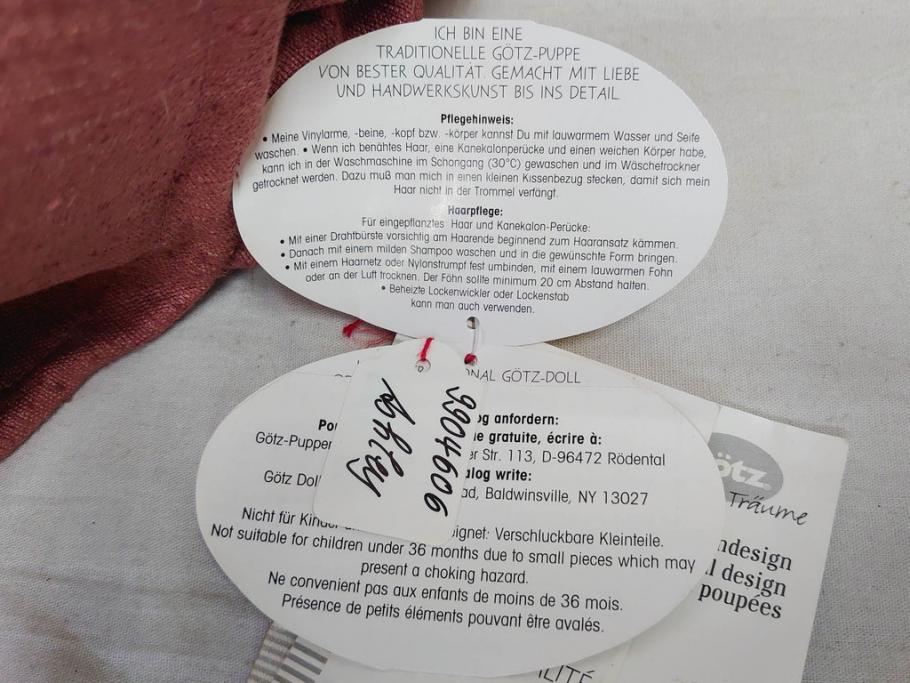 ICH BIN EINE
TRADITIONELLE GÖTZ-PUPPE
VON BESTER QUALITÄT. GEMACHT MIT LIEBE
UND HANDWERKSKUNST BIS INS DETAIL.
Pflegehinweis:
• Meine Vinylarme, -beine, -kopf bzw. -körper kannst Du mit lauwarmem Wasser und Seife
waschen. • Wenn ich benähtes Haar, eine Kanekalonperücke und einen weichen Körper habe,
kann ich in der Waschmaschine im Schongang (30°C) gewaschen und im Wäschetrockner
getrocknet werden. Dazu muß man mich in einen kleinen Kissenbezug stecken, damit sich mein
Haar nicht in der Trommel verfängt.
Haarpflege:
Für eingepflanztes Haar und Kanekalon-Perücke:
• Mit einer Drahtbürste vorsichtig am Haarende beginnend zum Haaransatz kämmen.
• Danach mit einem milden Shampoo waschen und in die gewünschte Form bringen.
• Mit einem Haarnetz oder Nylonstrumpf fest umbinden, mit einem lauwarmen Fohn
oder an der Luft trocknen. Der Föhn sollte minimum 20 cm Abstand halten.
• Beheizte Lockenwickler oder Lockenstab
kann man auch verwenden.
ONAL GÖTZ-DOLL
og anfordern:
ue gratuite, écrire à:
Götz-Puppen
er Str. 113, D-96472 Rödental
alog write:
Götz Doll
ad, Baldwinsville, NY 13027
9904606
Nicht für Kinder
ignet: Verschluckbare Kleinteile.
Not suitable for children under 36 months due to small pieces which may
present a choking hazard.
Ne convenient pas aux enfants de moins de 36 mois.
Présence de petits éléments pouvant être avalés.
ötz
Träume
ndesign
l design
poupées
ILITÉ